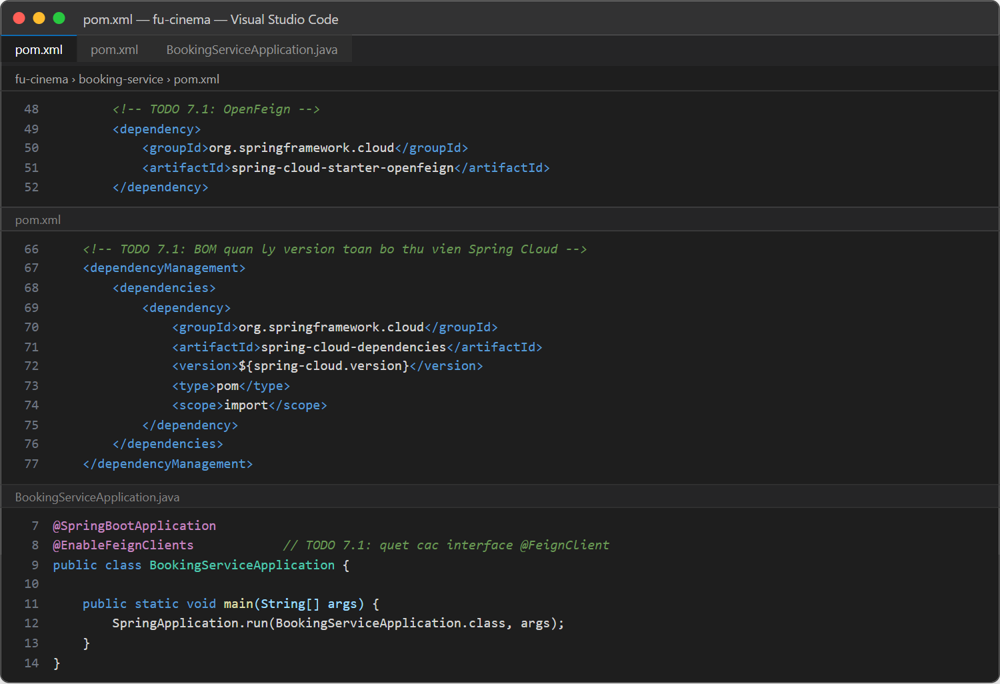 pom.xml — fu-cinema — Visual Studio Code
pom.xml pom.xml BookingServiceApplication.java
fu-cinema › booking-service › pom.xml
48 <!-- TODO 7.1: OpenFeign -->
49 <dependency>
50 <groupId>org.springframework.cloud</groupId>
51 <artifactId>spring-cloud-starter-openfeign</artifactId>
52 </dependency>
pom.xml
66 <!-- TODO 7.1: BOM quan ly version toan bo thu vien Spring Cloud -->
67 <dependencyManagement>
68 <dependencies>
69 <dependency>
70 <groupId>org.springframework.cloud</groupId>
71 <artifactId>spring-cloud-dependencies</artifactId>
72 <version>${spring-cloud.version}</version>
73 <type>pom</type>
74 <scope>import</scope>
75 </dependency>
76 </dependencies>
77 </dependencyManagement>
BookingServiceApplication.java
7 @SpringBootApplication
8 @EnableFeignClients // TODO 7.1: quet cac interface @FeignClient
9 public class BookingServiceApplication {
10
11 public static void main(String[] args) {
12 SpringApplication.run(BookingServiceApplication.class, args);
13 }
14 }